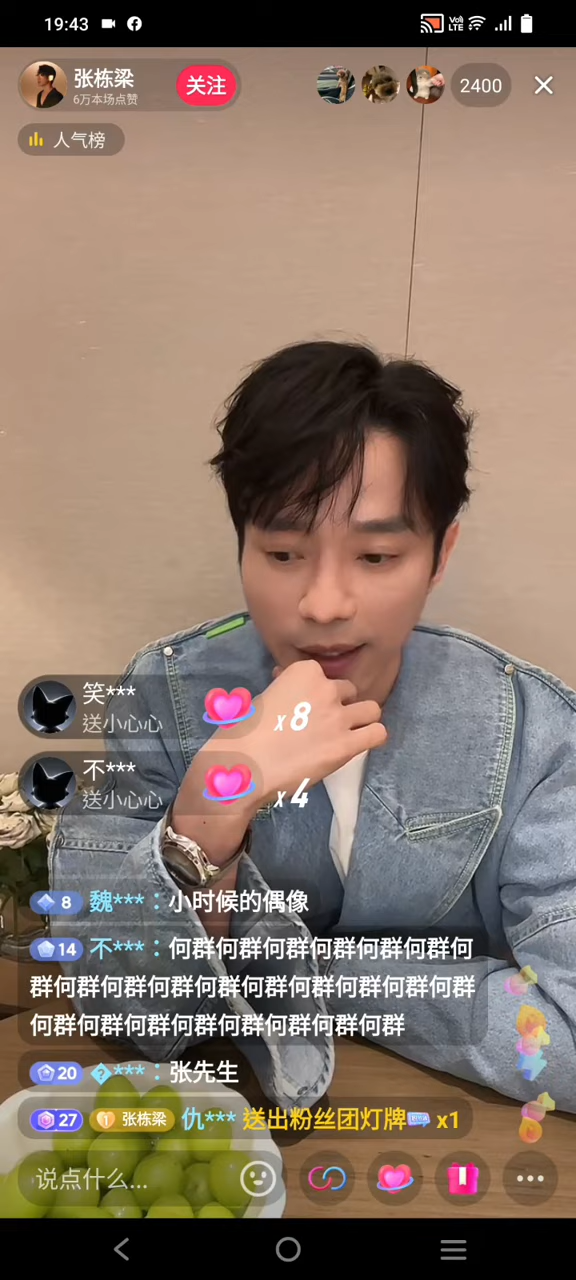 19:43
Vo))
LTE
张栋梁
6万本场点赞
关注
2400
人气榜
笑***
送小心心
x8
不***
送小心心
x4
8 魏***：小时候的偶像
14 不***：何群何群何群何群何群何群何
群何群何群何群何群何群何群何群何群何群
何群何群何群何群何群何群何群何群
20 ***：张先生
27 1 张栋梁 仇*** 送出粉丝团灯牌 x1
说点什么...